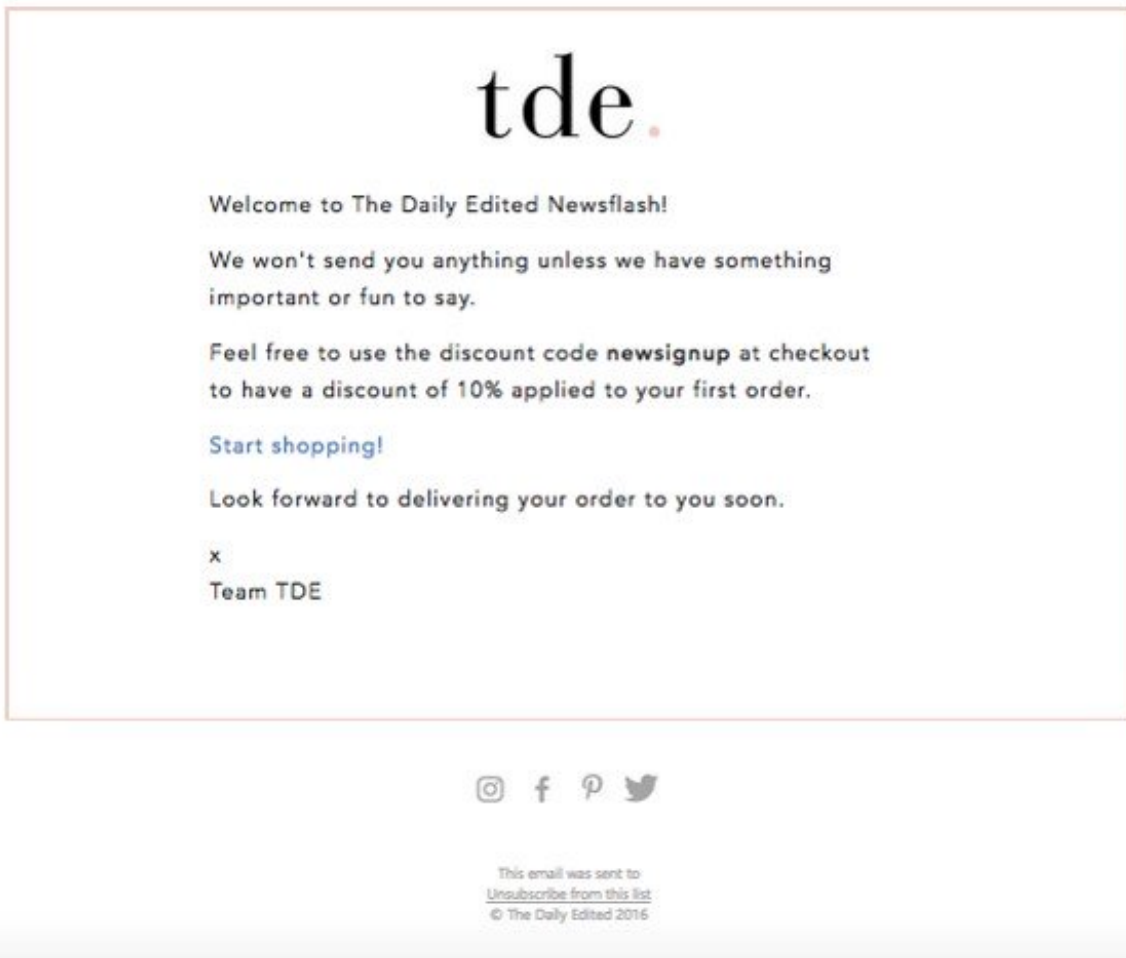 tde.
Welcome to The Daily Edited Newsflash!
We won't send you anything unless we have something
important or fun to say.
Feel free to use the discount code newsignup at checkout
to have a discount of 10% applied to your first order.
Start shopping!
Look forward to delivering your order to you soon.
x
Team TDE
This email was sent to
Unsubscribe from this list
© The Daily Edited 2016